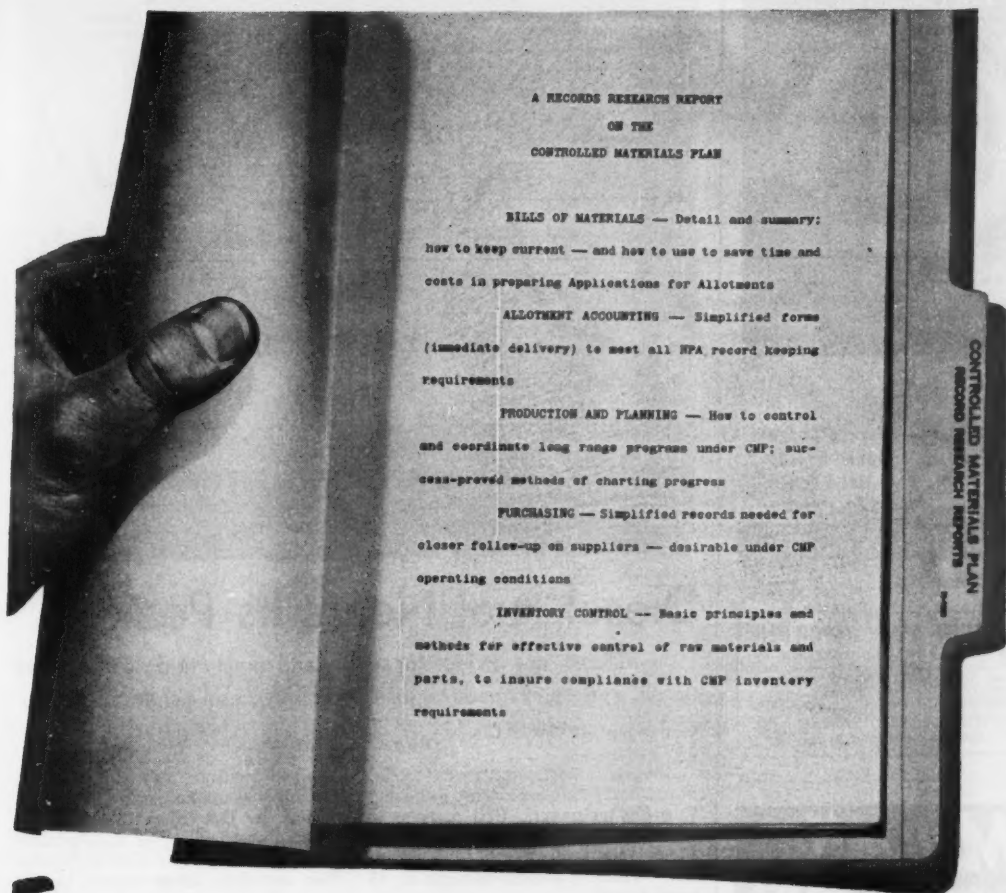 A RECORDS RESEARCH REPORT
ON THE
CONTROLLED MATERIALS PLAN
BILLS OF MATERIALS — Detail and summary;
how to keep current — and how to use to save time and
costs in preparing Applications for Allotments
ALLOTMENT ACCOUNTING — Simplified forms
(immediate delivery) to meet all NPA record keeping
requirements
PRODUCTION AND PLANNING — How to control
and coordinate long range programs under CMP; suc-
cess-proved methods of charting progress
PURCHASING — Simplified records needed for
closer follow-up on suppliers — desirable under CMP
operating conditions
INVENTORY CONTROL — Basic principles and
methods for effective control of raw materials and
parts, to insure compliance with CMP inventory
requirements
CONTROLLED MATERIALS PLAN
RECORD RESEARCH REPORTS